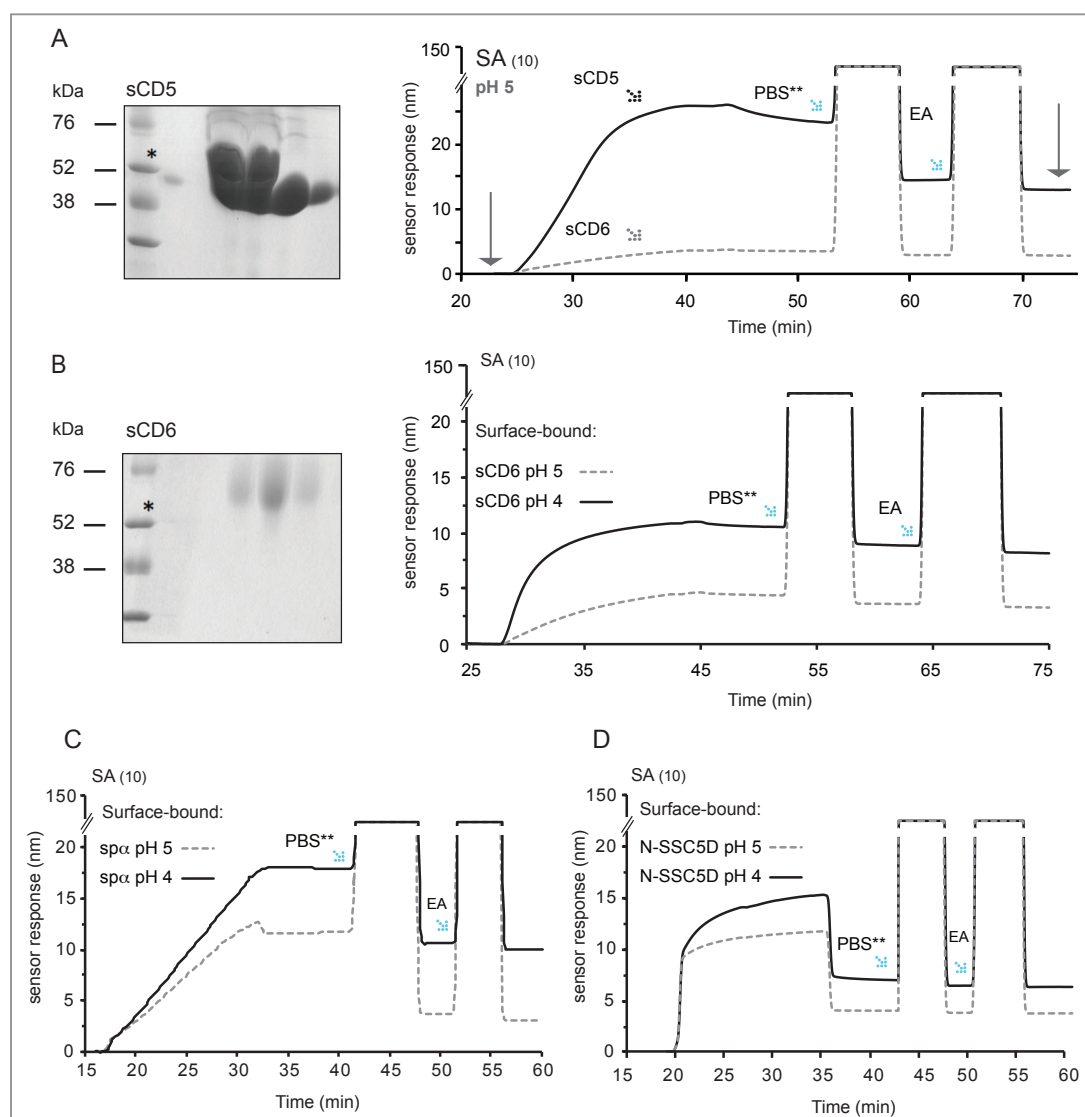 A
kDa sCD5
76
*
52
38
150
SA (10)
pH 5
sCD5
PBS**
EA
sCD6
20
10
0
sensor response (nm)
20 30 40 50 60 70
Time (min)
B
kDa sCD6
76
*
52
38
SA (10)
150
20
15
10
5
0
sensor response (nm)
Surface-bound:
sCD6 pH 5
sCD6 pH 4
PBS**
EA
25 35 45 55 65 75
Time (min)
C
SA (10)
150
Surface-bound:
spα pH 5
spα pH 4
PBS**
EA
20
15
10
5
0
sensor response (nm)
15 20 25 30 35 40 45 50 55 60
Time (min)
D
SA (10)
150
Surface-bound:
N-SSC5D pH 5
N-SSC5D pH 4
PBS**
EA
20
15
10
5
0
sensor response (nm)
15 20 25 30 35 40 45 50 55 60
Time (min)